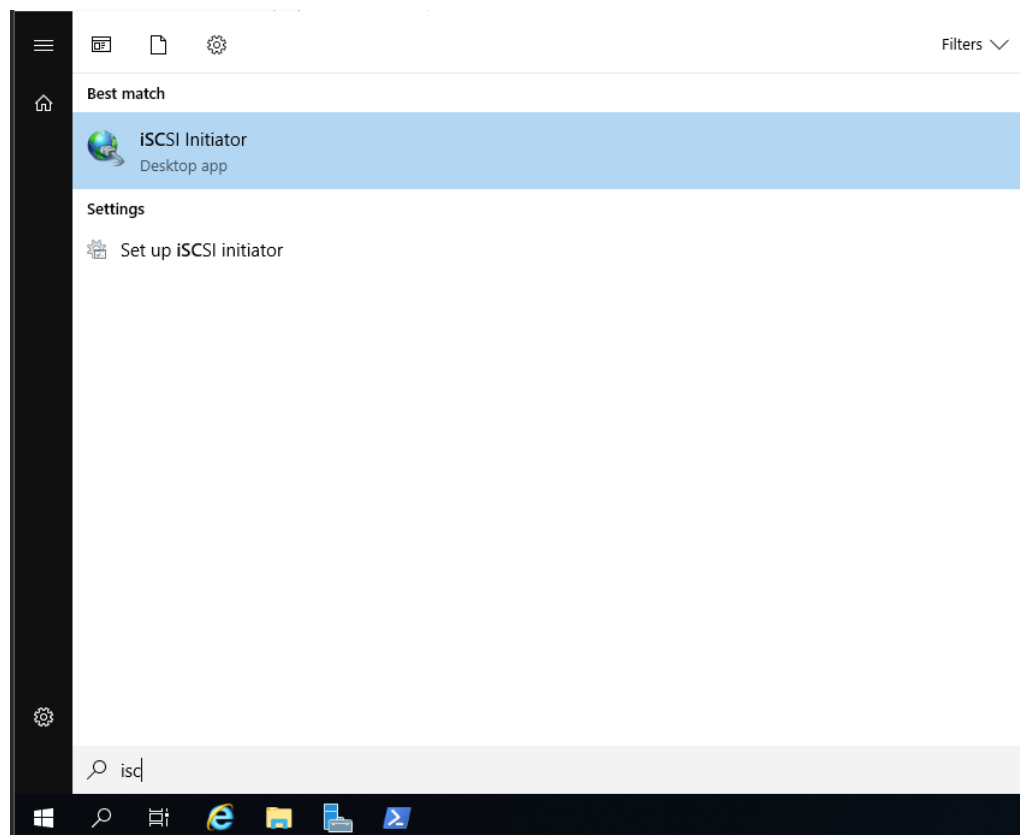 Filters
Best match
iSCSI Initiator
Desktop app
Settings
Set up iSCSI initiator
isc